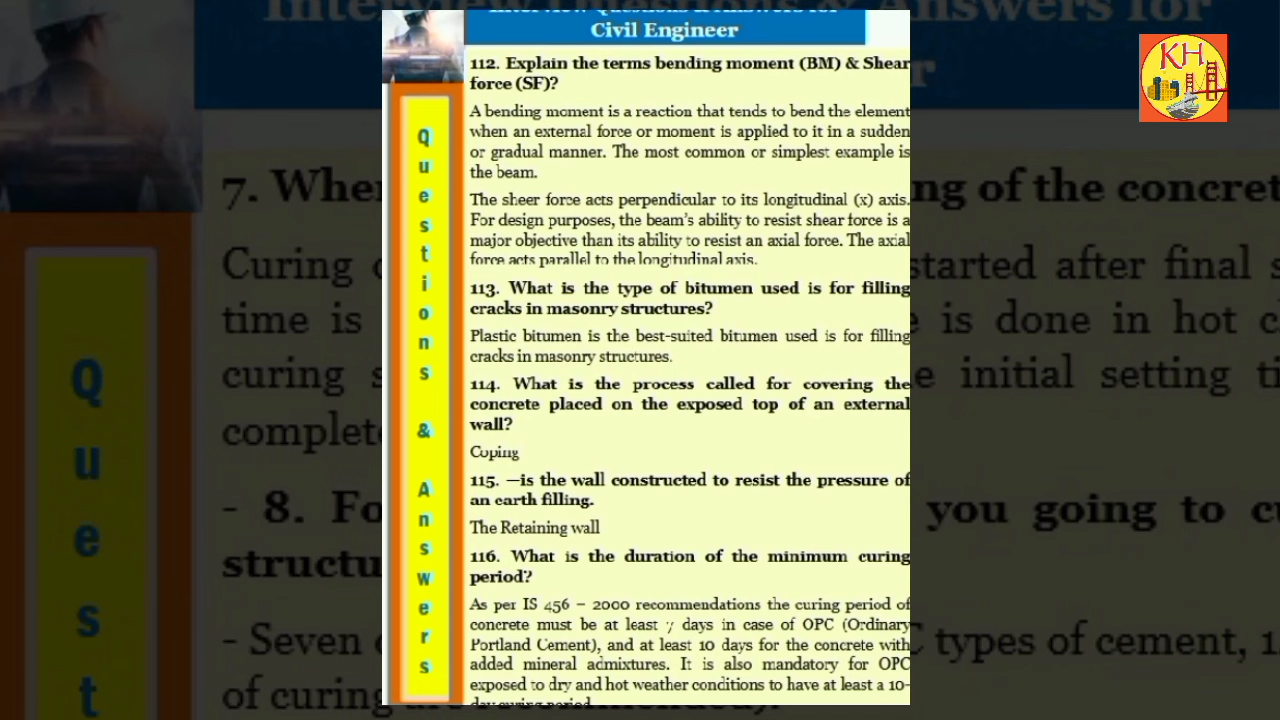 Interview Questions & Answers for
Civil Engineer
KH
112. Explain the terms bending moment (BM) & Shear
force (SF)?
A bending moment is a reaction that tends to bend the element
when an external force or moment is applied to it in a sudden
or gradual manner. The most common or simplest example is
the beam.
The sheer force acts perpendicular to its longitudinal (x) axis.
For design purposes, the beam's ability to resist shear force is a
major objective than its ability to resist an axial force. The axial
force acts parallel to the longitudinal axis.
113. What is the type of bitumen used is for filling
cracks in masonry structures?
Plastic bitumen is the best-suited bitumen used is for filling
cracks in masonry structures.
114. What is the process called for covering the
concrete placed on the exposed top of an external
wall?
Coping
115. —is the wall constructed to resist the pressure of
an earth filling.
The Retaining wall
116. What is the duration of the minimum curing
period?
As per IS 456 – 2000 recommendations the curing period of
concrete must be at least 7 days in case of OPC (Ordinary
Portland Cement), and at least 10 days for the concrete with
added mineral admixtures. It is also mandatory for OPC
exposed to dry and hot weather conditions to have at least a 10-
day curing period.
Questions & Answers
Answers for
7. Whe
ng of the concret
Curing
started after final s
time is
e is done in hot c
curing s
e initial setting ti
complete
- 8. Fo
you going to cu
structu
- Seven
types of cement, 1
of curing
Quest